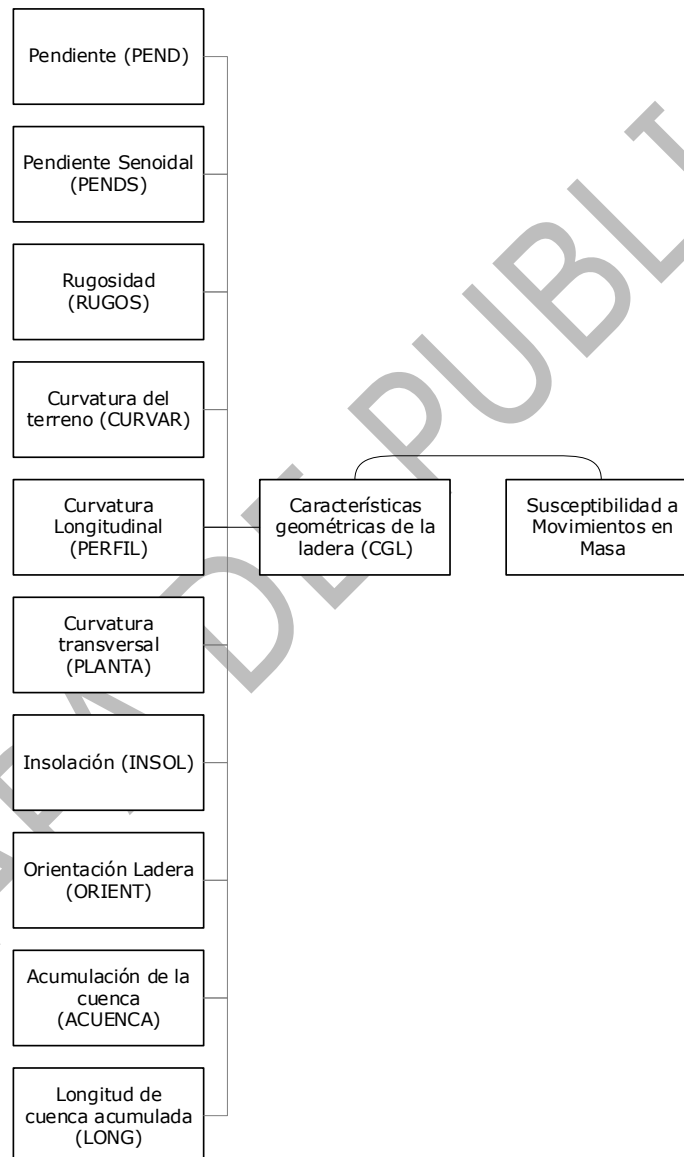 Pendiente (PEND)
Pendiente Senoidal
(PENDS)
Rugosidad
(RUGOS)
Curvatura del
terreno (CURVAR)
Curvatura
Longitudinal
(PERFIL)
Características
geométricas de la
ladera (CGL)
Susceptibilidad a
Movimientos en
Masa
Curvatura
transversal
(PLANTA)
Insolación (INSOL)
Orientación Ladera
(ORIENT)
Acumulación de la
cuenca
(ACUENCA)
Longitud de
cuenca acumulada
(LONG)
DE PUBLI